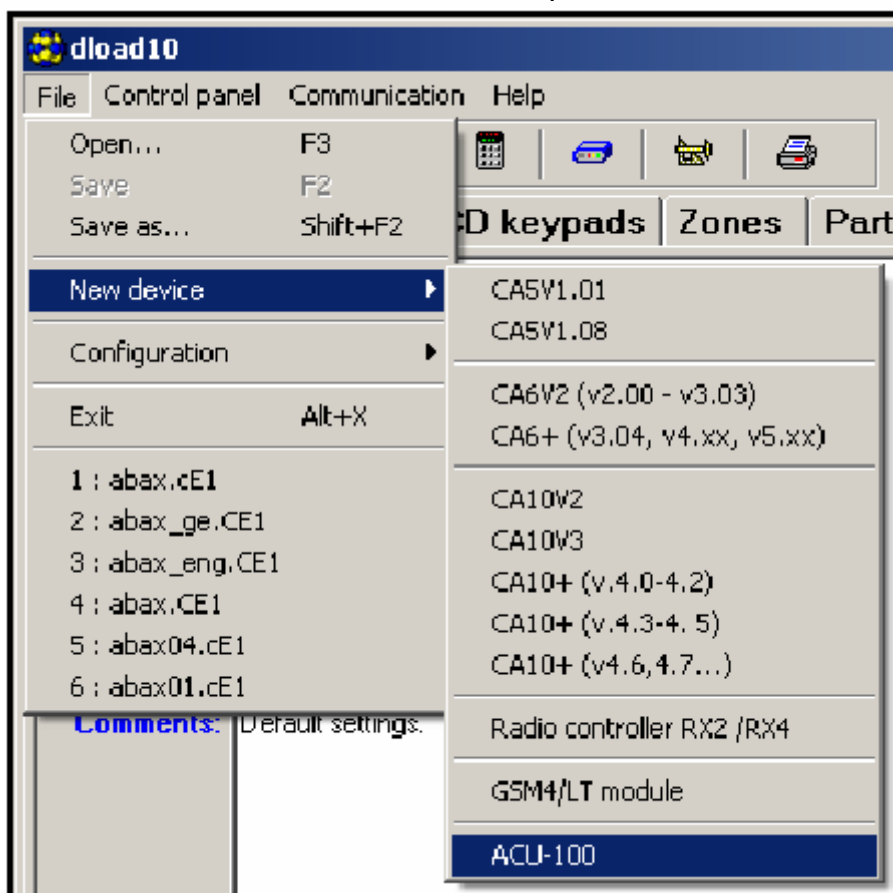 dload10
File Control panel Communication Help
Open... F3
Save F2
Save as... Shift+F2
CD keypads Zones Part
New device
Configuration
Exit Alt+X
1 : abax.cE1
2 : abax_ge.CE1
3 : abax_eng.CE1
4 : abax.CE1
5 : abax04.cE1
6 : abax01.cE1
CA5V1.01
CA5V1.08
CA6V2 (v2.00 - v3.03)
CA6+ (v3.04, v4.xx, v5.xx)
CA10V2
CA10V3
CA10+ (v.4.0-4.2)
CA10+ (v.4.3-4. 5)
CA10+ (v4.6,4.7...)
Radio controller RX2 /RX4
GSM4/LT module
ACU-100
Comments: Default settings.